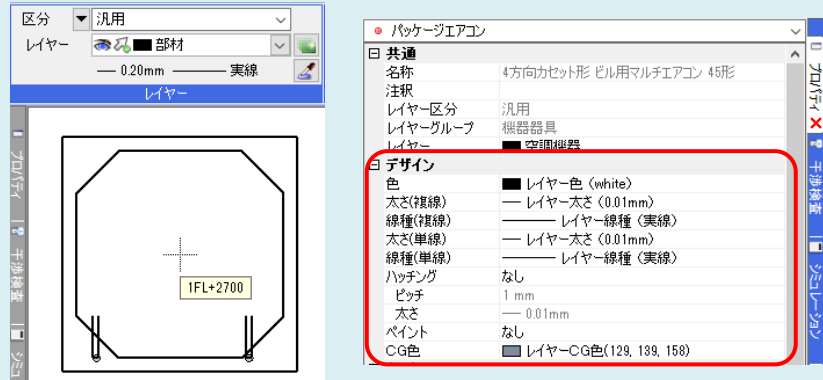 区分 汎用
レイヤー 部材
0.20mm 実線
レイヤー
プロパティ
干渉検査
シミュ
1FL+2700
パッケージエアコン
共通
名称 4方向カセット形 ビル用マルチエアコン 45形
注釈
レイヤー区分 汎用
レイヤーグループ 機器器具
レイヤー 空調機器
デザイン
色 レイヤー色 (white)
太さ(複線) レイヤー太さ (0.01mm)
線種(複線) レイヤー線種 (実線)
太さ(単線) レイヤー太さ (0.01mm)
線種(単線) レイヤー線種 (実線)
ハッチング なし
ピッチ 1 mm
太さ 0.01mm
ペイント なし
CG色 レイヤーCG色(129, 139, 158)
プロパティ
干渉検査
シミュレーション